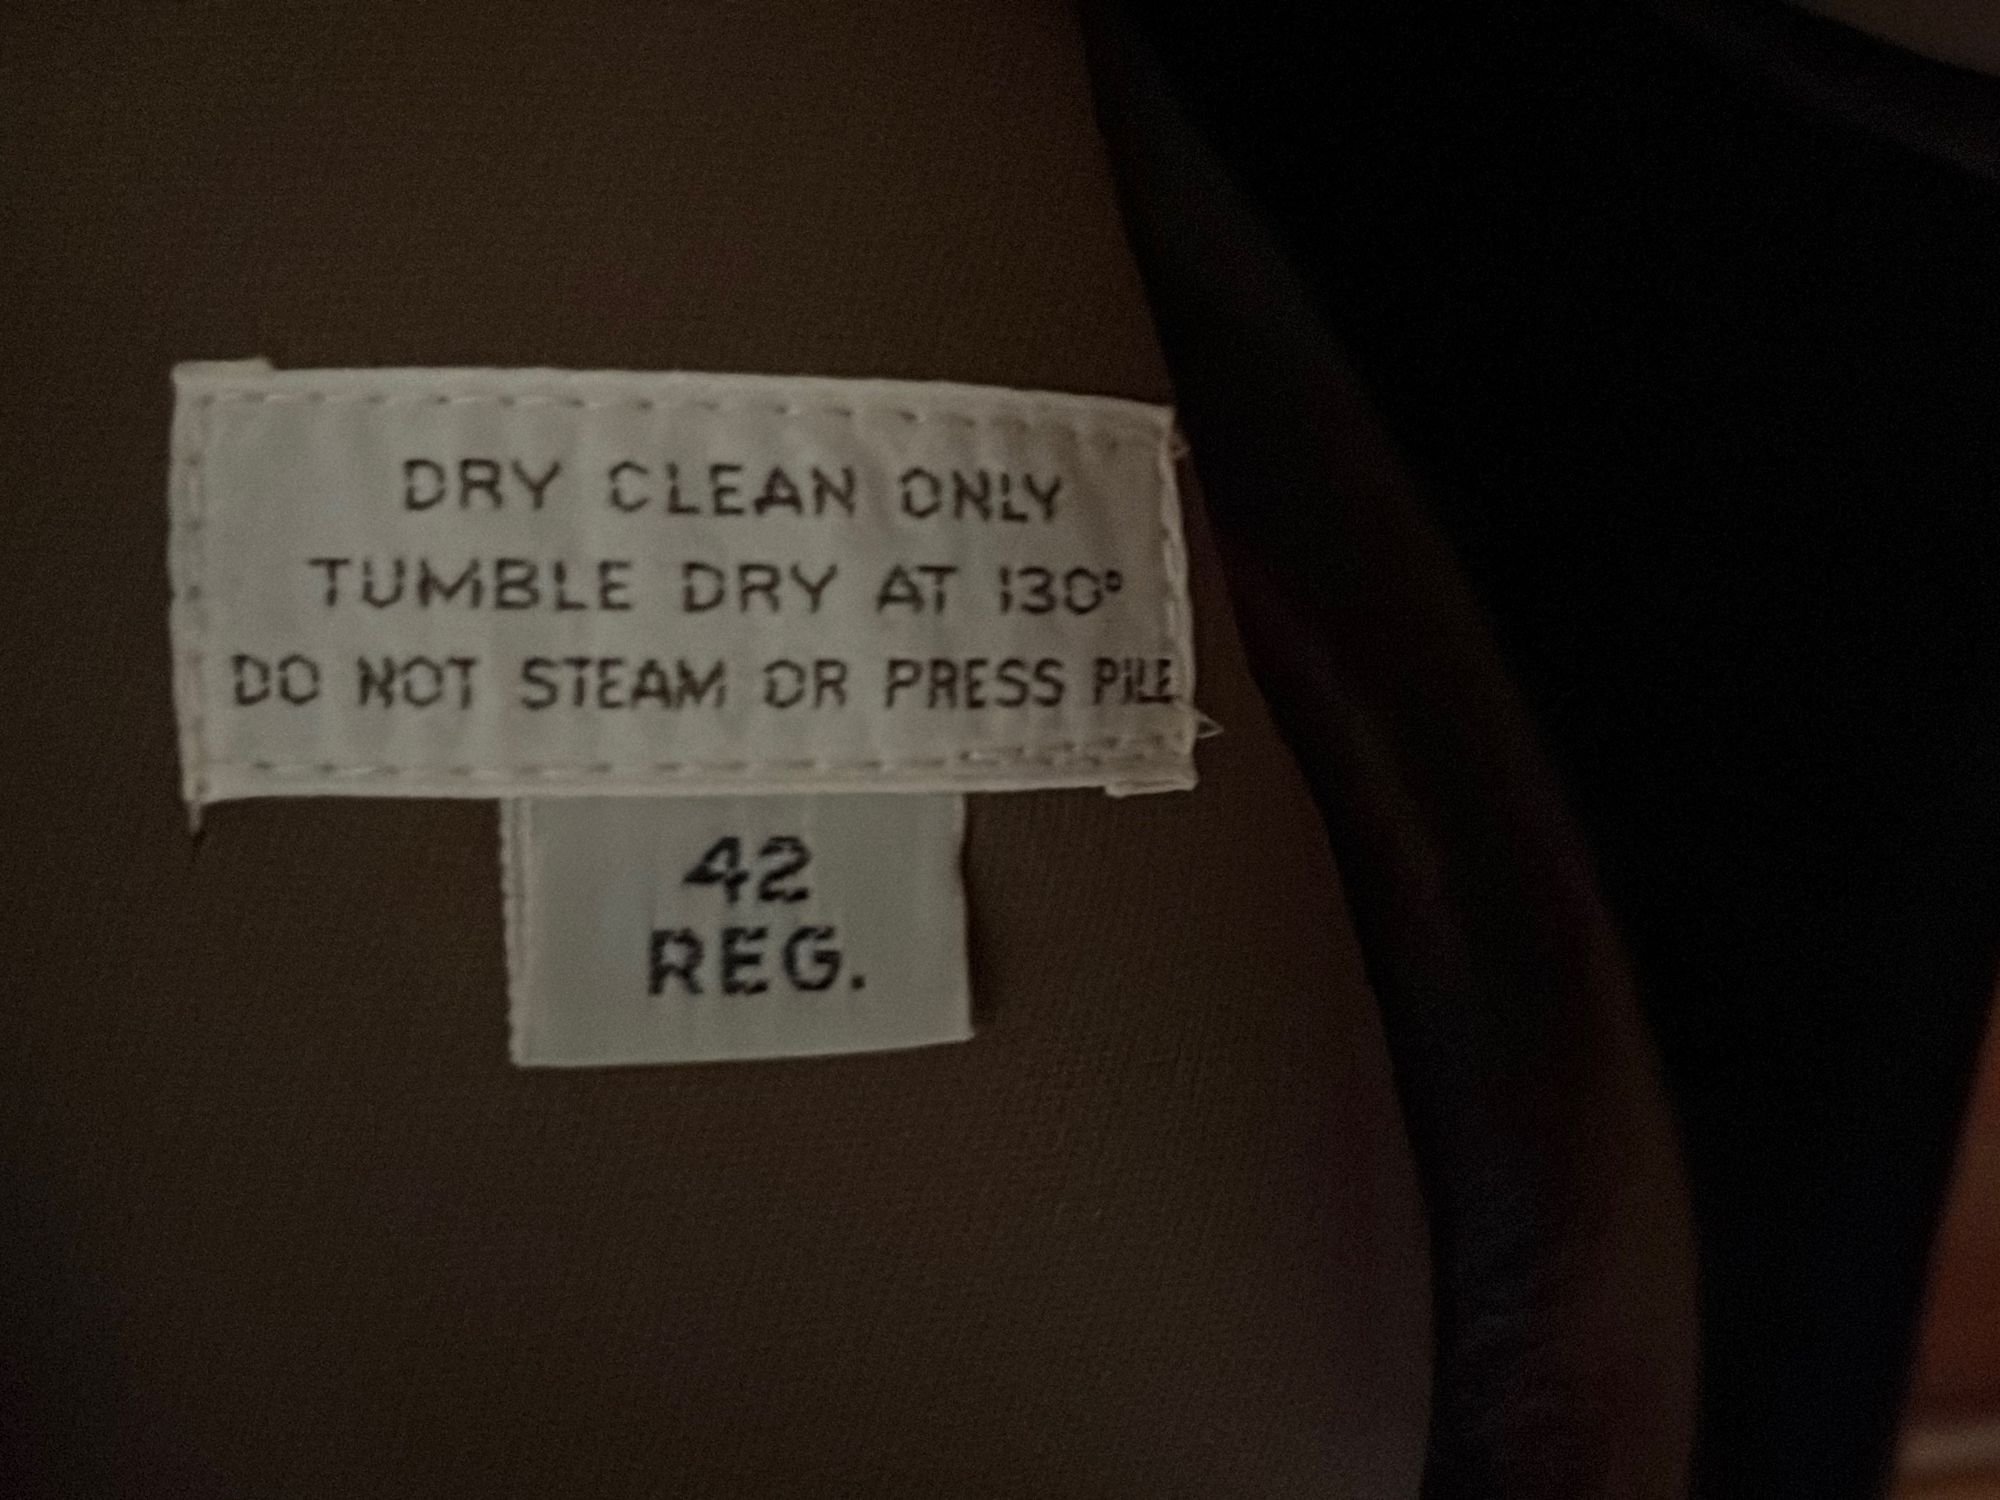 DRY CLEAN ONLY
TUMBLE DRY AT 130°
DO NOT STEAM OR PRESS PILE
42
REG.